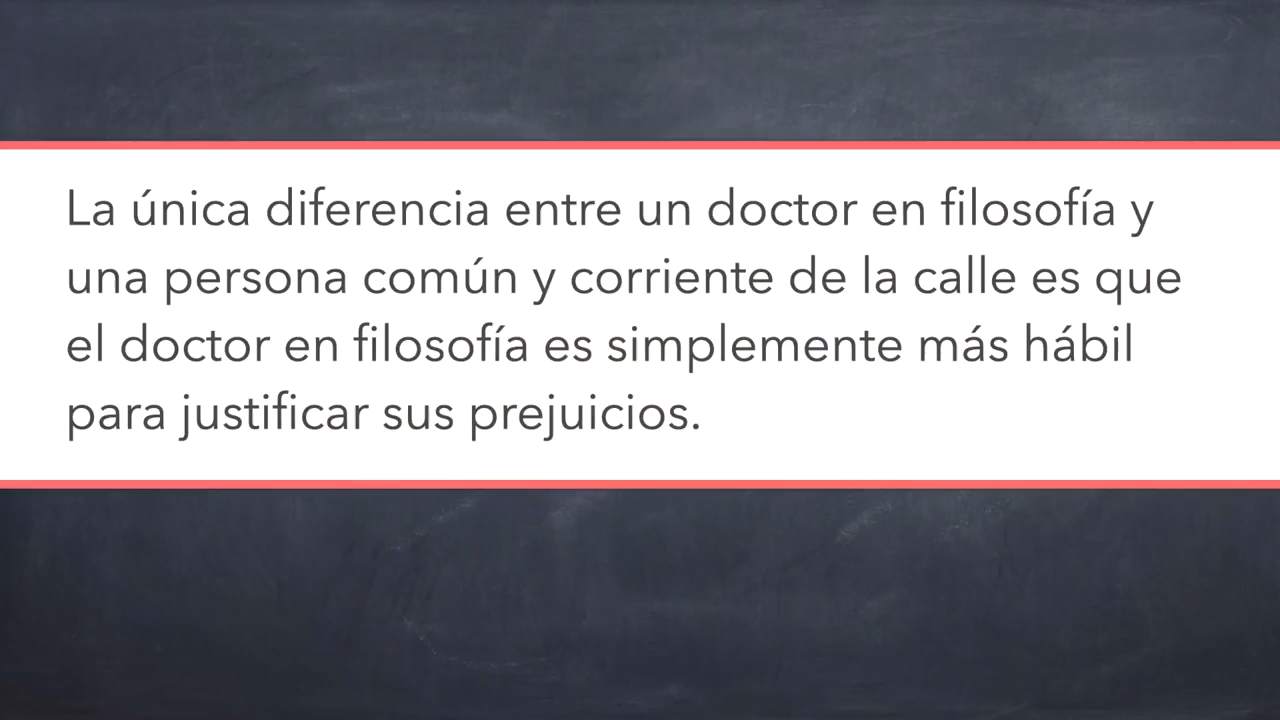 La única diferencia entre un doctor en filosofía y
una persona común y corriente de la calle es que
el doctor en filosofía es simplemente más hábil
para justificar sus prejuicios.